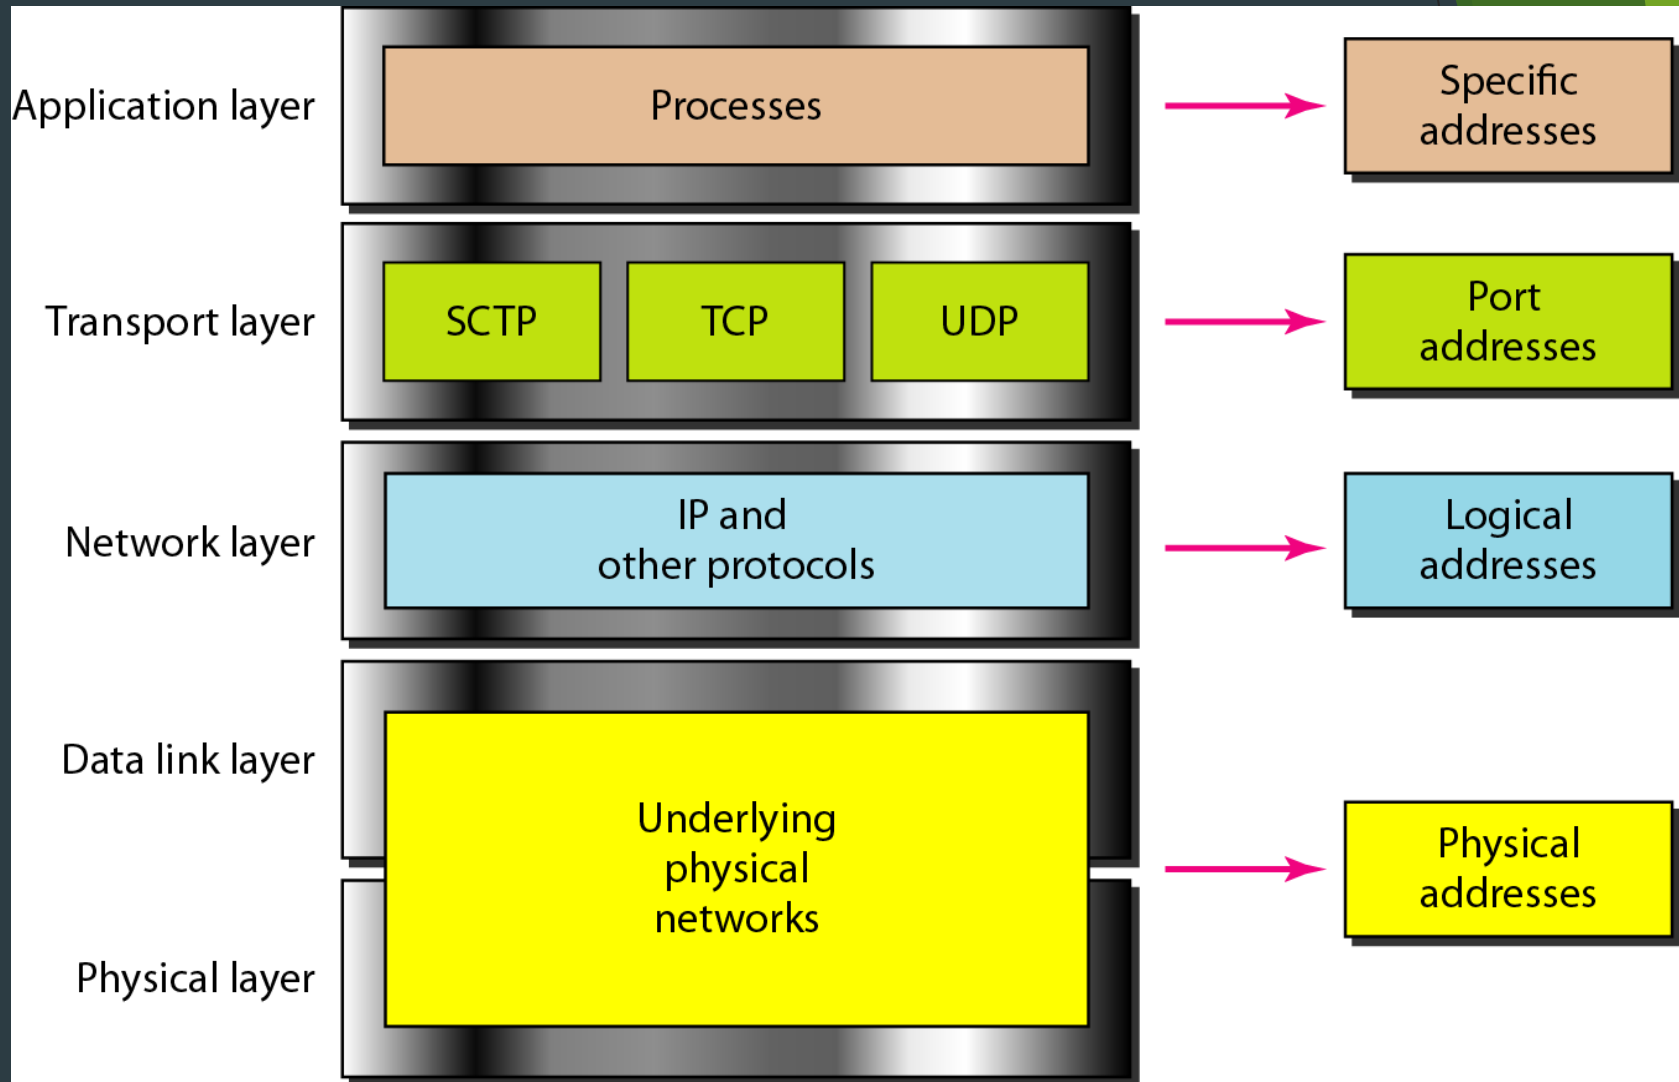 Application layer
Processes
Specific
addresses
Transport layer
SCTP
TCP
UDP
Port
addresses
Network layer
IP and
other protocols
Logical
addresses
Data link layer
Underlying
physical
networks
Physical
addresses
Physical layer